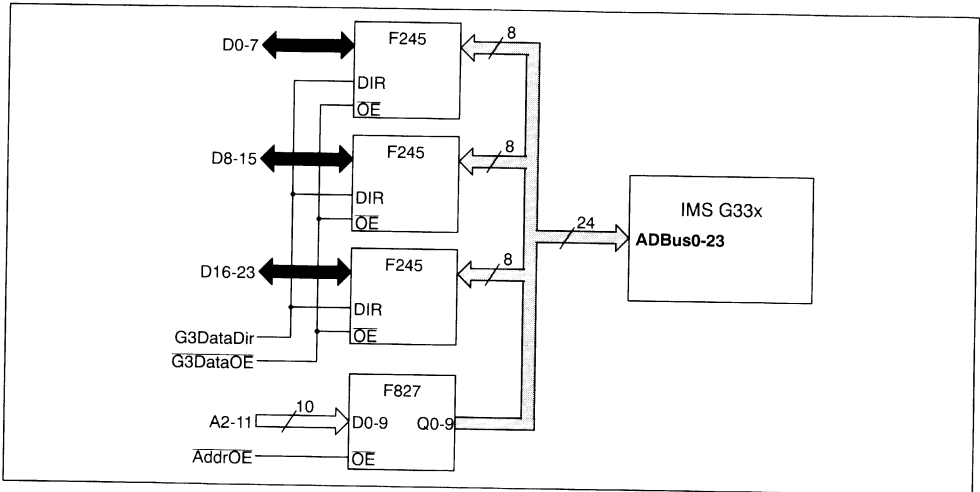 D0-7
F245
8
DIR
OE
D8-15
F245
8
DIR
OE
IMS G33x
24
ADBus0-23
D16-23
F245
8
DIR
G3DataDir
OE
G3DataOE
F827
A2-11
10
D0-9 Q0-9
AddrOE
OE